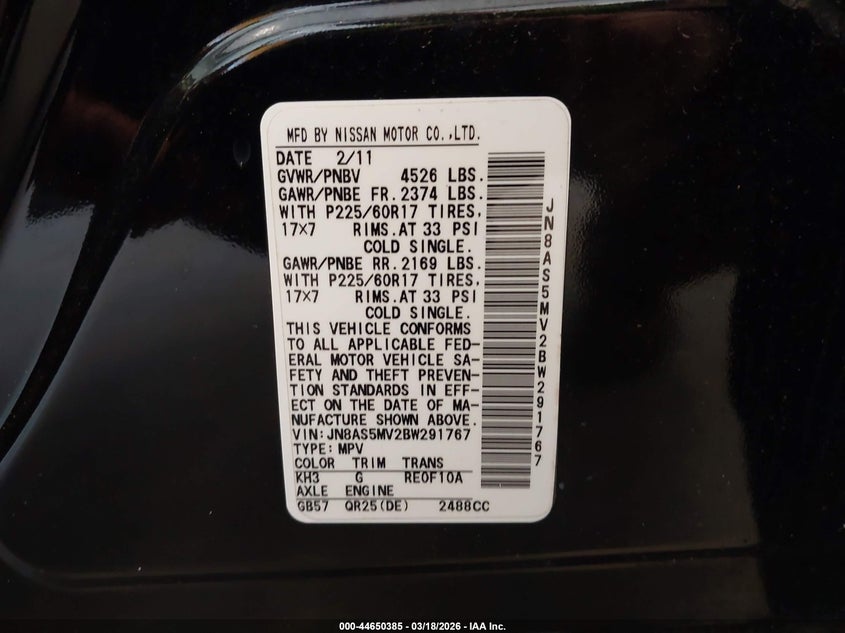 MFD BY NISSAN MOTOR CO.,LTD.
DATE 2/11
GVWR/PNBV 4526 LBS.
GAWR/PNBE FR. 2374 LBS.
WITH P225/60R17 TIRES,
17X7 RIMS. AT 33 PSI
COLD SINGLE.
GAWR/PNBE RR. 2169 LBS.
WITH P225/60R17 TIRES,
17X7 RIMS. AT 33 PSI
COLD SINGLE.
THIS VEHICLE CONFORMS
TO ALL APPLICABLE FED-
ERAL MOTOR VEHICLE SA-
FETY AND THEFT PREVEN-
TION STANDARDS IN EFF-
ECT ON THE DATE OF MA-
NUFACTURE SHOWN ABOVE.
VIN:JN8AS5MV2BW291767
TYPE:MPV
COLOR TRIM TRANS
KH3 G RE0F10A
AXLE ENGINE
GB57 QR25(DE) 2488CC
JN8AS5MV2BW291767
000-44650385 - 03/18/2026 - IAA Inc.